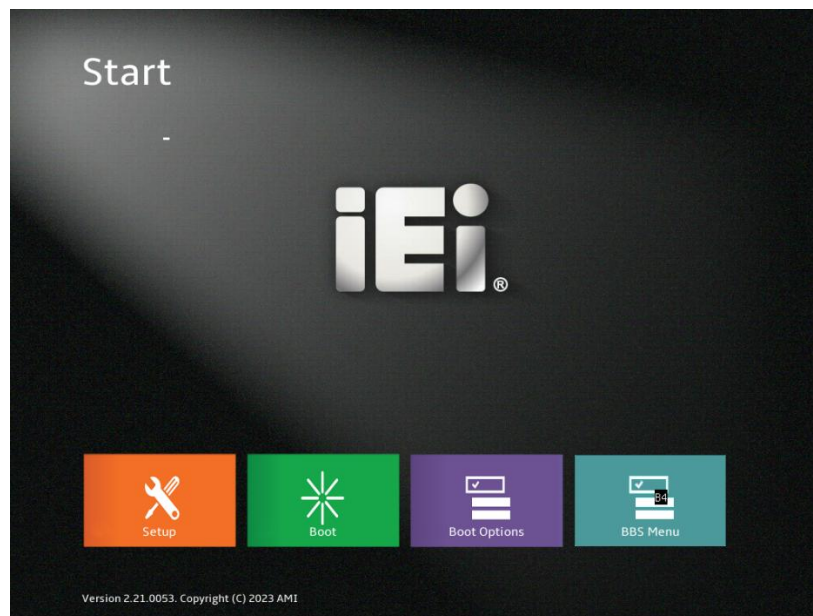 Start
-
iEi®
Setup
Boot
Boot Options
BBS Menu
B4
Version 2.21.0053. Copyright (C) 2023 AMI